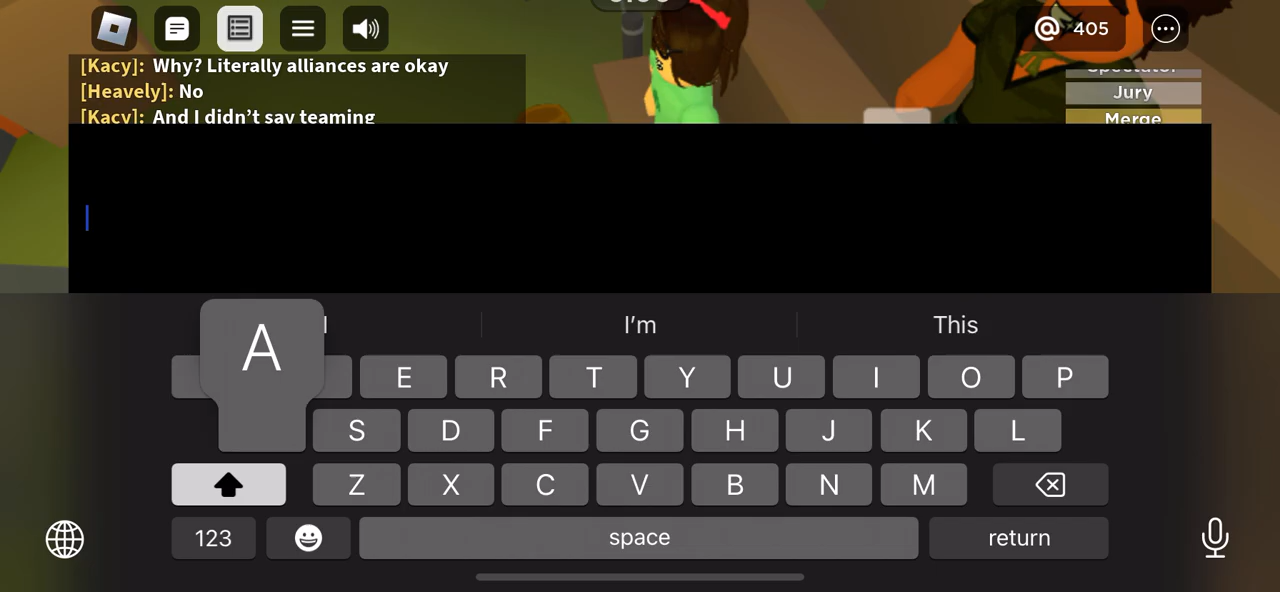 405
[Kacy]: Why? Literally alliances are okay
[Heavely]: No
[Kacy]: And I didn't say teaming
Spectator
Jury
Merge
I'm
This
A
E R T Y U I O P
S D F G H J K L
Z X C V B N M
123
space
return